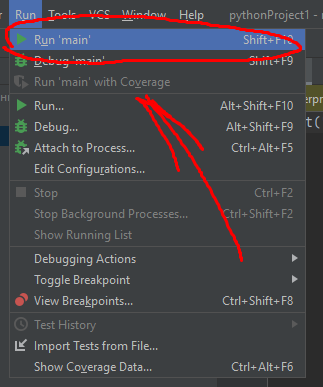 Run Tools VCS Window Help pythonProject1
Run 'main' Shift+F10
Debug 'main' Shift+F9
Run 'main' with Coverage
Run... Alt+Shift+F10
Debug... Alt+Shift+F9
Attach to Process... Ctrl+Alt+F5
Edit Configurations...
Stop Ctrl+F2
Stop Background Processes... Ctrl+Shift+F2
Show Running List
Debugging Actions
Toggle Breakpoint
View Breakpoints... Ctrl+Shift+F8
Test History
Import Tests from File...
Show Coverage Data... Ctrl+Alt+F6